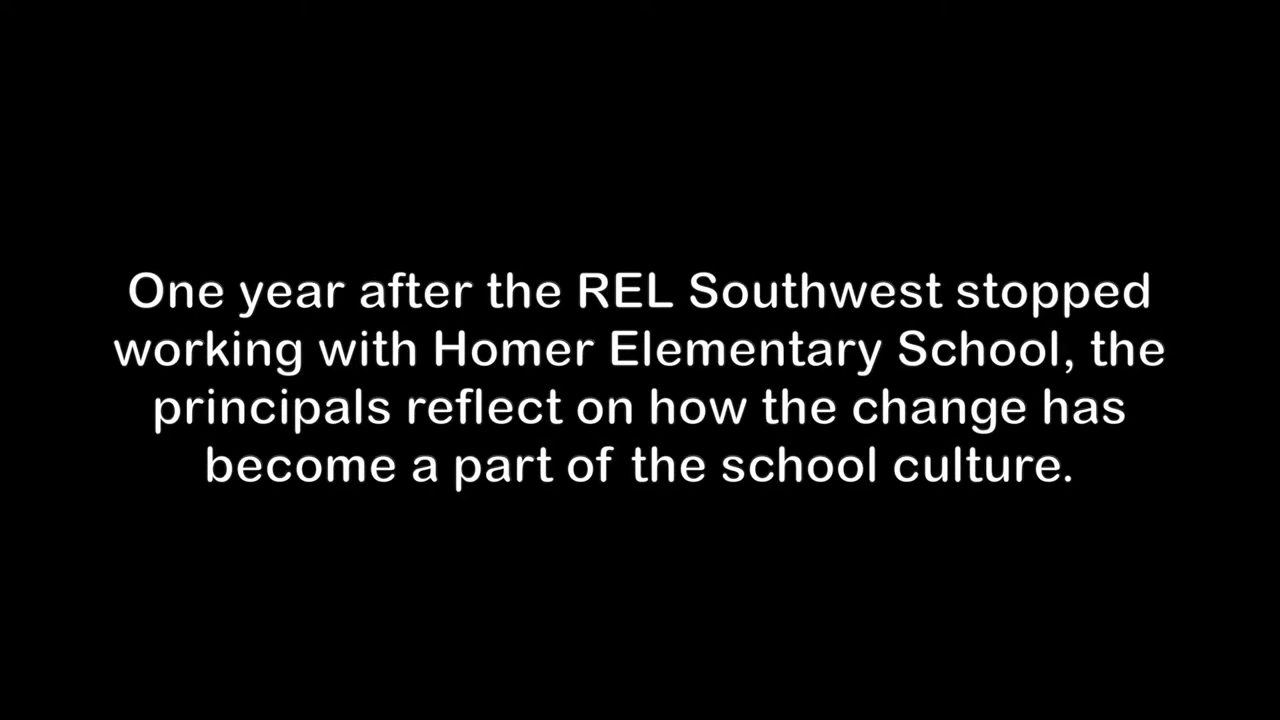 One year after the REL Southwest stopped
working with Homer Elementary School, the
principals reflect on how the change has
become a part of the school culture.